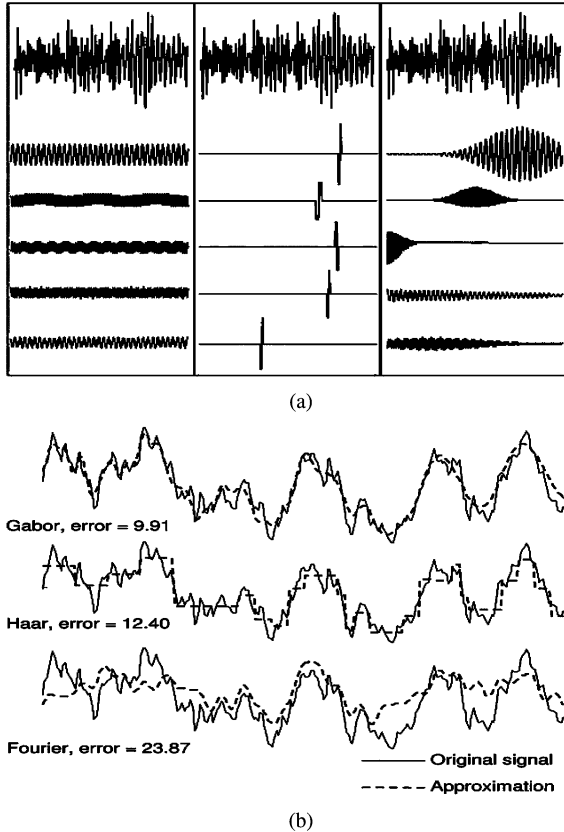 (a)
Gabor, error = 9.91
Haar, error = 12.40
Fourier, error = 23.87
Original signal
Approximation
(b)